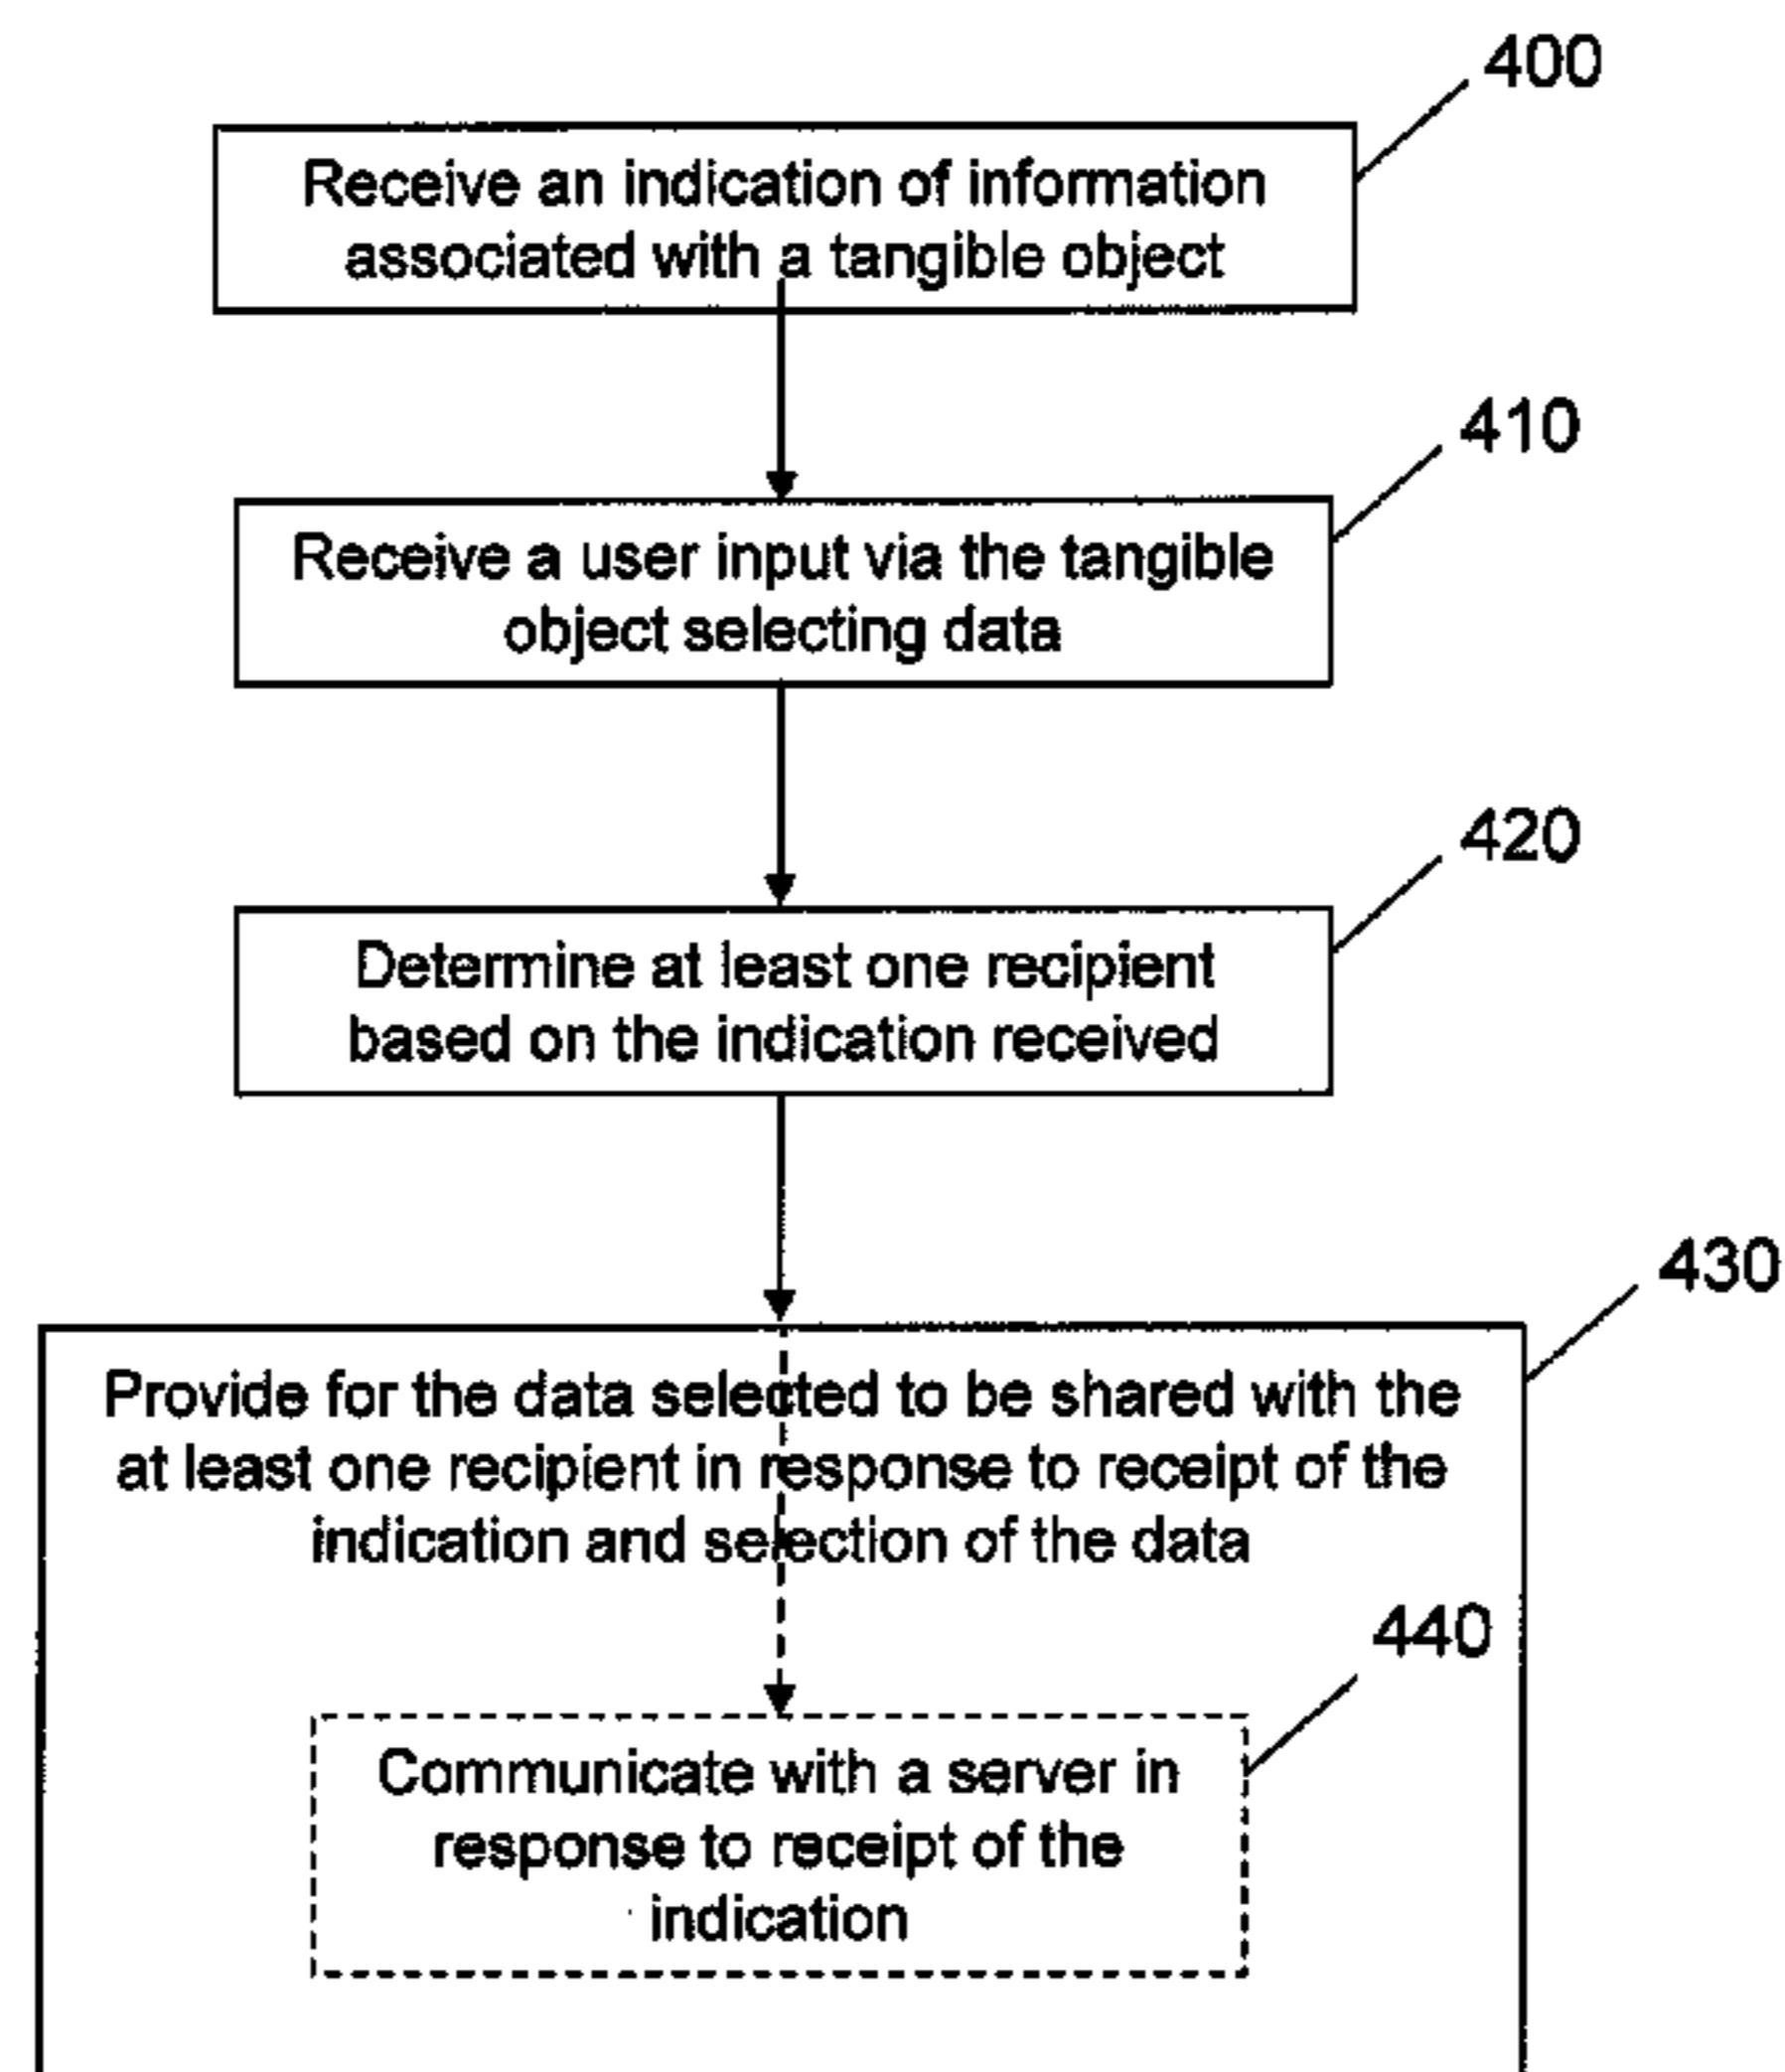 400
Receive an indication of information
associated with a tangible object
410
Receive a user input via the tangible
object selecting data
420
Determine at least one recipient
based on the indication received
430
Provide for the data selected to be shared with the
at least one recipient in response to receipt of the
indication and selection of the data
440
Communicate with a server in
response to receipt of the
indication